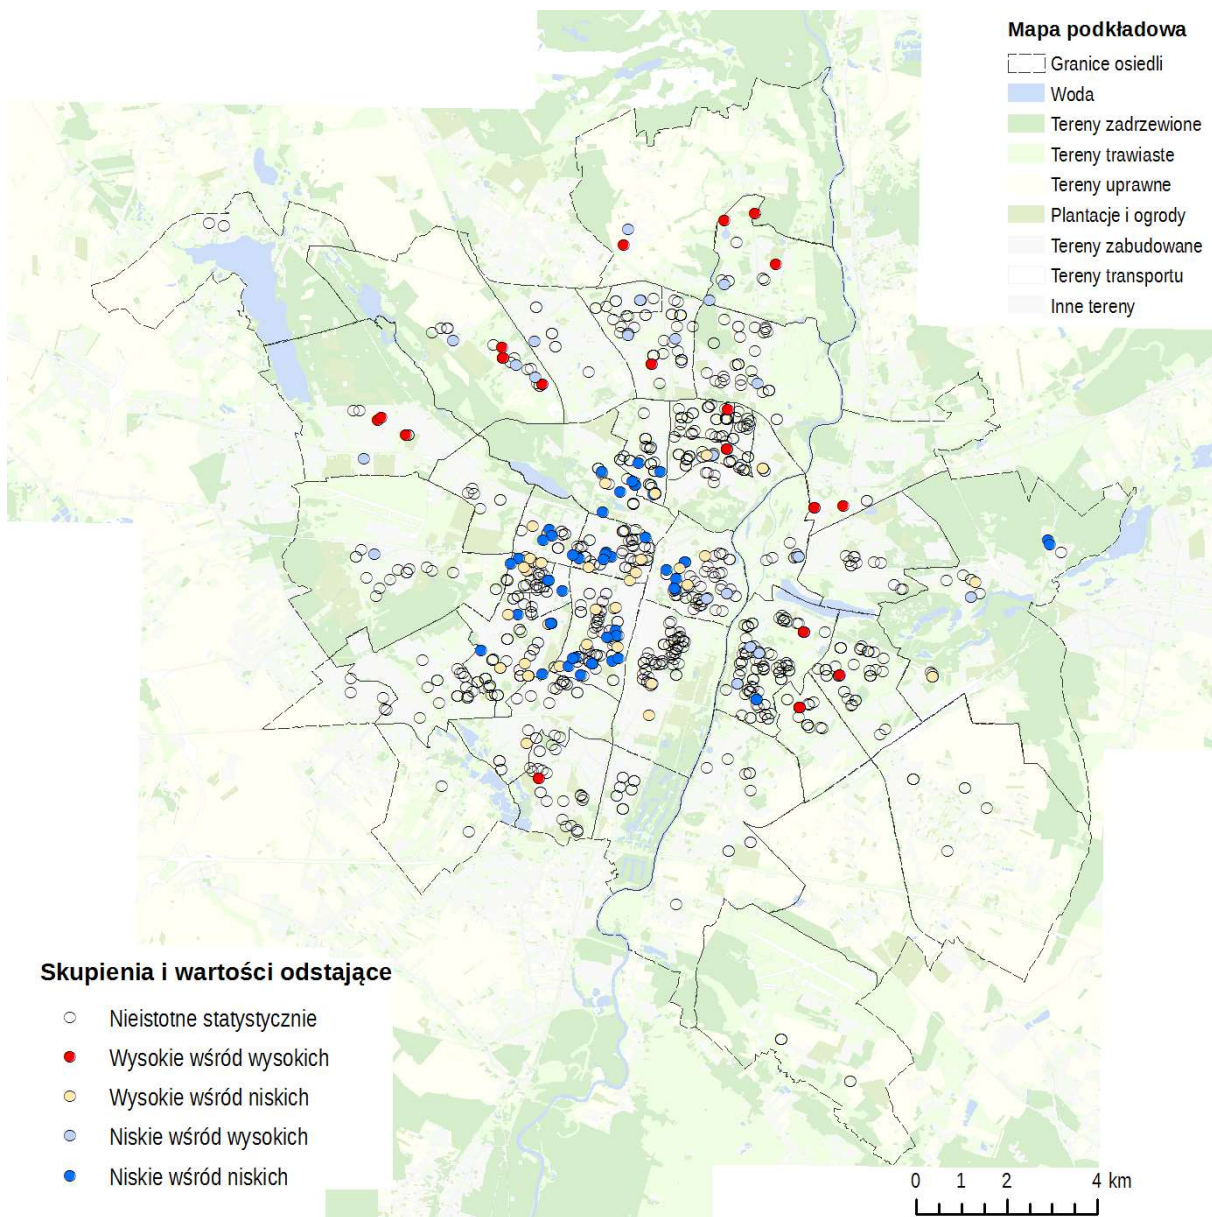 Mapa podkładowa
Granice osiedli
Woda
Tereny zadrzewione
Tereny trawiaste
Tereny uprawne
Plantacje i ogrody
Tereny zabudowane
Tereny transportu
Inne tereny
Skupienia i wartości odstające
Nieistotne statystycznie
Wysokie wśród wysokich
Wysokie wśród niskich
Niskie wśród wysokich
Niskie wśród niskich
0 1 2 4 km